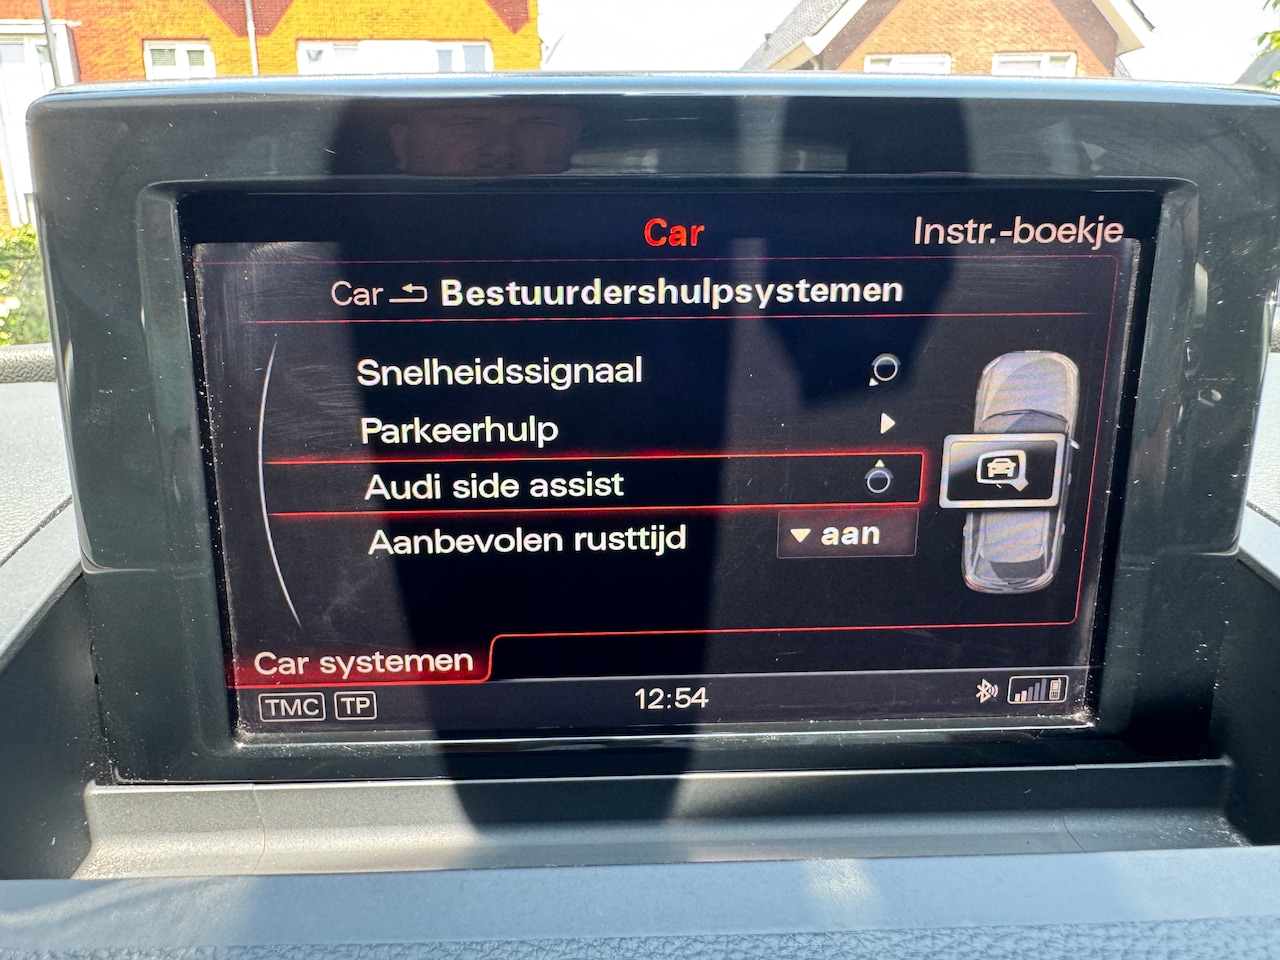 Car
Instr.-boekje
Car Bestuurdershulpsystemen
Snelheidssignaal
Parkeerhulp
Audi side assist
Aanbevolen rusttijd
aan
Car systemen
TMC TP
12:54